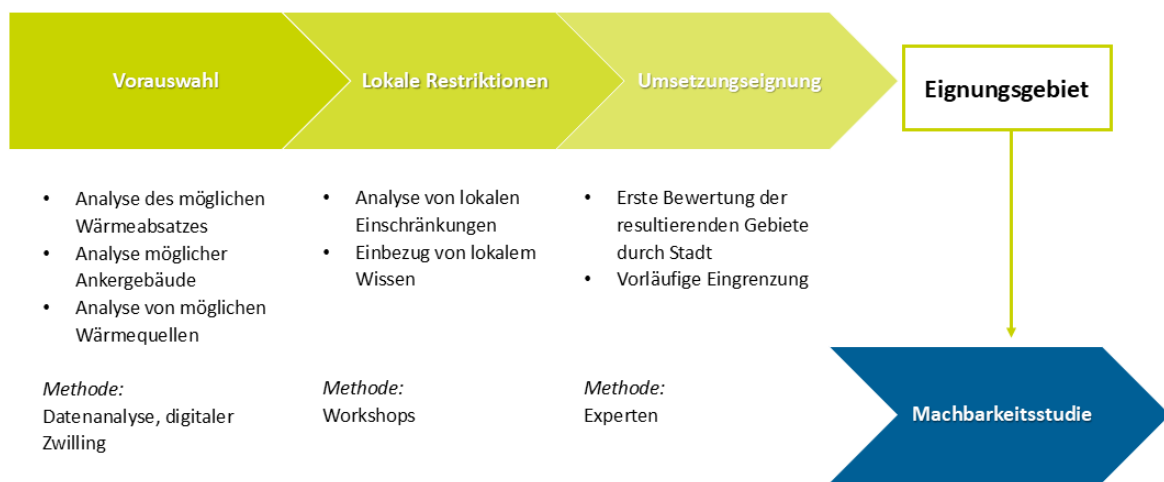 Vorauswahl
Lokale Restriktionen
Umsetzungseignung
Eignungsgebiet
• Analyse des möglichen
Wärmeabsatzes
• Analyse möglicher
Ankergebäude
• Analyse von möglichen
Wärmequellen
Methode:
Datenanalyse, digitaler
Zwilling
• Analyse von lokalen
Einschränkungen
• Einbezug von lokalem
Wissen
Methode:
Workshops
• Erste Bewertung der
resultierenden Gebiete
durch Stadt
• Vorläufige Eingrenzung
Methode:
Experten
Machbarkeitsstudie